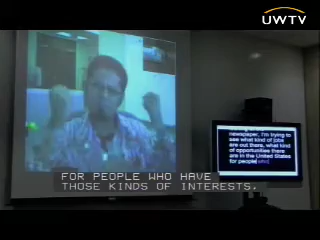 UWTV
newspaper, I'm trying to
see what kind of jobs
are out there, what kind
of opportunities there
are in the United States
for people who
FOR PEOPLE WHO HAVE
THOSE KINDS OF INTERESTS.